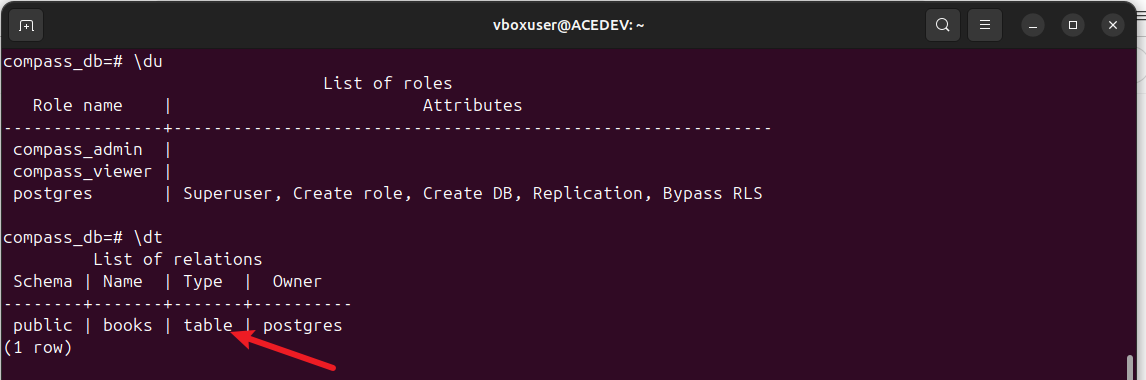 vboxuser@ACEDEV: ~
compass_db=# \du
List of roles
Role name | Attributes
----------------+------------------------------------------------------------
compass_admin |
compass_viewer |
postgres | Superuser, Create role, Create DB, Replication, Bypass RLS
compass_db=# \dt
List of relations
Schema | Name | Type | Owner
--------+-------+-------+----------
public | books | table | postgres
(1 row)